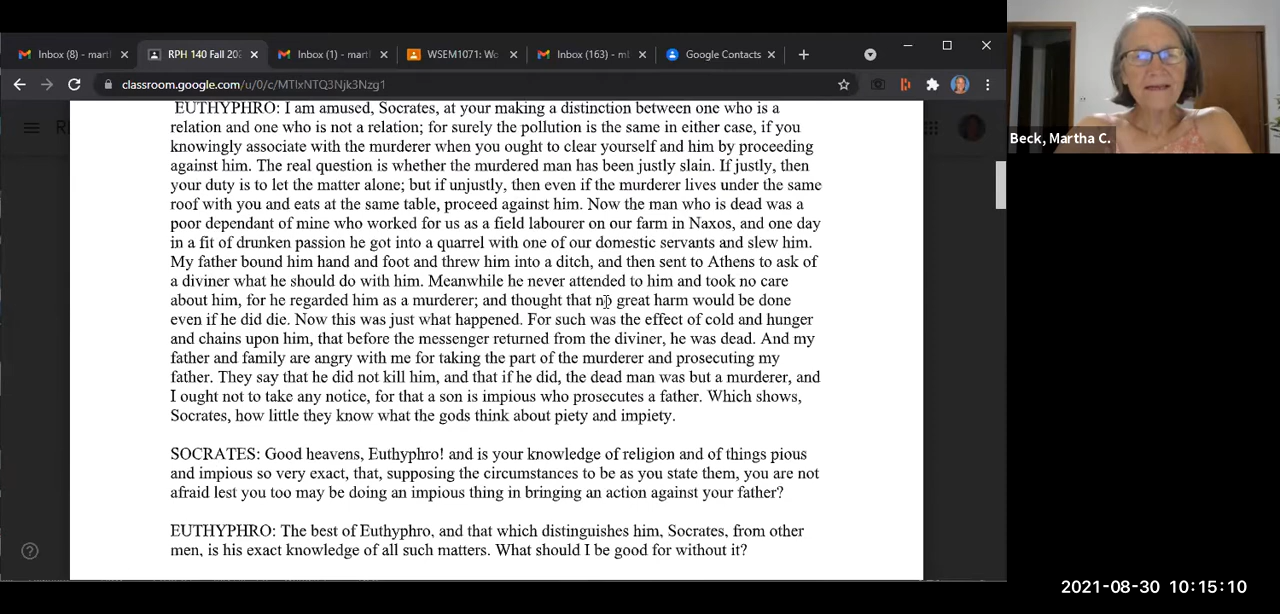 Inbox (8) - mart
RPH 140 Fall 202
Inbox (1) - mart
WSEM1071: Wo
Inbox (163) - mb
Google Contacts
classroom.google.com/u/0/c/MTIxNTQ3Njk3Nzg1
EUTHYPHRO: I am amused, Socrates, at your making a distinction between one who is a
relation and one who is not a relation; for surely the pollution is the same in either case, if you
knowingly associate with the murderer when you ought to clear yourself and him by proceeding
against him. The real question is whether the murdered man has been justly slain. If justly, then
your duty is to let the matter alone; but if unjustly, then even if the murderer lives under the same
roof with you and eats at the same table, proceed against him. Now the man who is dead was a
poor dependant of mine who worked for us as a field labourer on our farm in Naxos, and one day
in a fit of drunken passion he got into a quarrel with one of our domestic servants and slew him.
My father bound him hand and foot and threw him into a ditch, and then sent to Athens to ask of
a diviner what he should do with him. Meanwhile he never attended to him and took no care
about him, for he regarded him as a murderer; and thought that no great harm would be done
even if he did die. Now this was just what happened. For such was the effect of cold and hunger
and chains upon him, that before the messenger returned from the diviner, he was dead. And my
father and family are angry with me for taking the part of the murderer and prosecuting my
father. They say that he did not kill him, and that if he did, the dead man was but a murderer, and
I ought not to take any notice, for that a son is impious who prosecutes a father. Which shows,
Socrates, how little they know what the gods think about piety and impiety.
SOCRATES: Good heavens, Euthyphro! and is your knowledge of religion and of things pious
and impious so very exact, that, supposing the circumstances to be as you state them, you are not
afraid lest you too may be doing an impious thing in bringing an action against your father?
EUTHYPHRO: The best of Euthyphro, and that which distinguishes him, Socrates, from other
men, is his exact knowledge of all such matters. What should I be good for without it?
Beck, Martha C.
2021-08-30 10:15:10